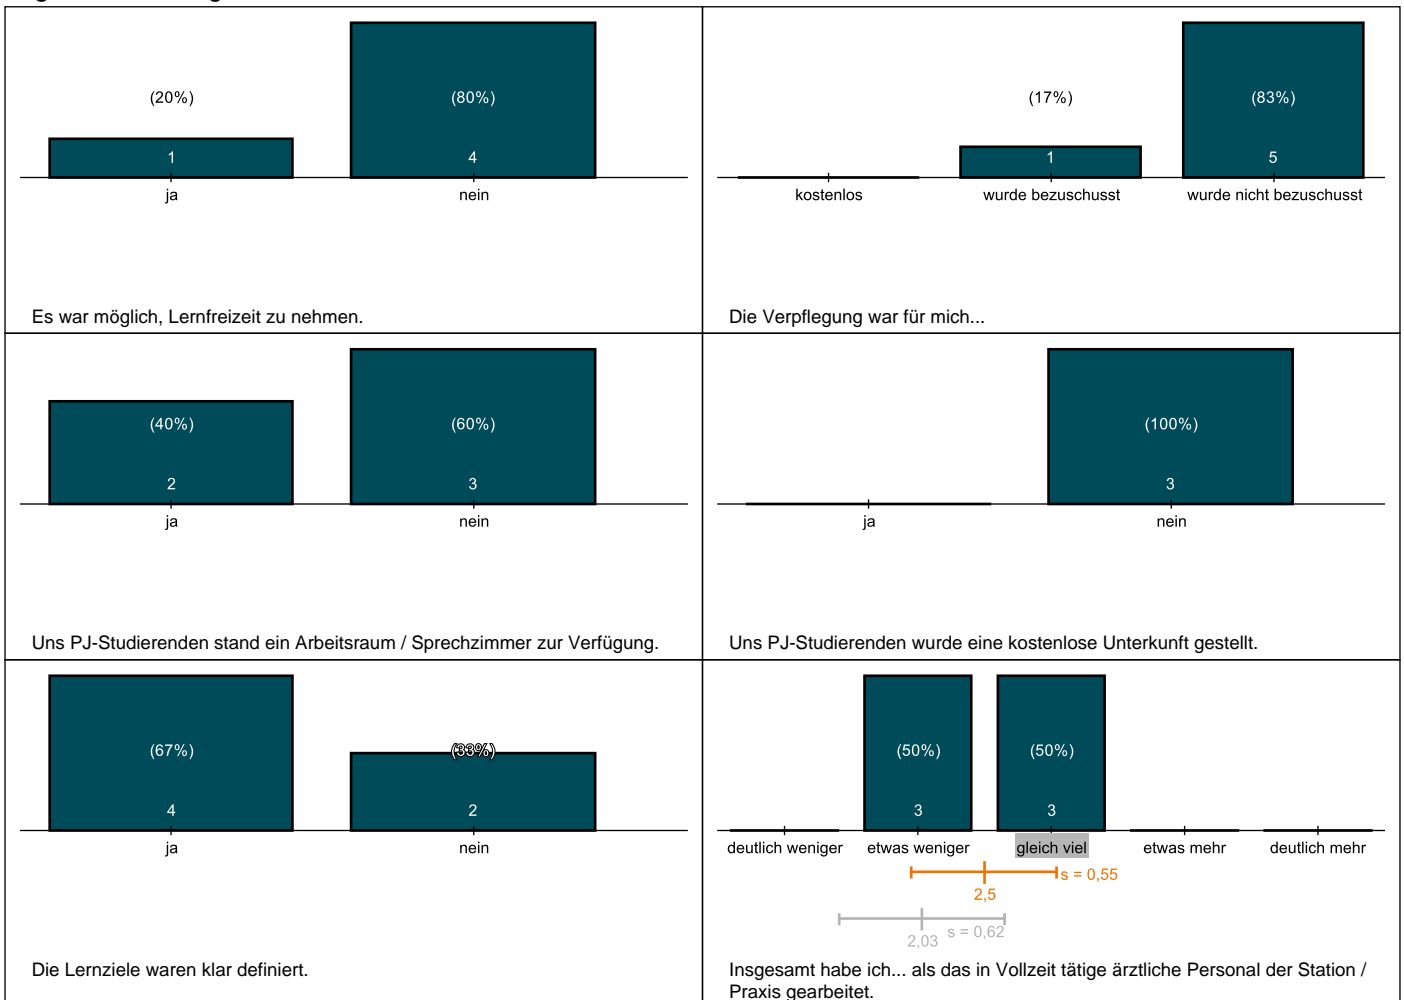 (20%)
(80%)
1
4
ja
nein
Es war möglich, Lernfreizeit zu nehmen.
(17%)
(83%)
1
5
kostenlos
wurde bezuschusst
wurde nicht bezuschusst
Die Verpflegung war für mich...
(40%)
(60%)
2
3
ja
nein
Uns PJ-Studierenden stand ein Arbeitsraum / Sprechzimmer zur Verfügung.
(100%)
3
ja
nein
Uns PJ-Studierenden wurde eine kostenlose Unterkunft gestellt.
(67%)
(33%)
4
2
ja
nein
Die Lernziele waren klar definiert.
(50%)
(50%)
3
3
deutlich weniger
etwas weniger
gleich viel
etwas mehr
deutlich mehr
s = 0,55
2,5
s = 0,62
2,03
Insgesamt habe ich... als das in Vollzeit tätige ärztliche Personal der Station /
Praxis gearbeitet.